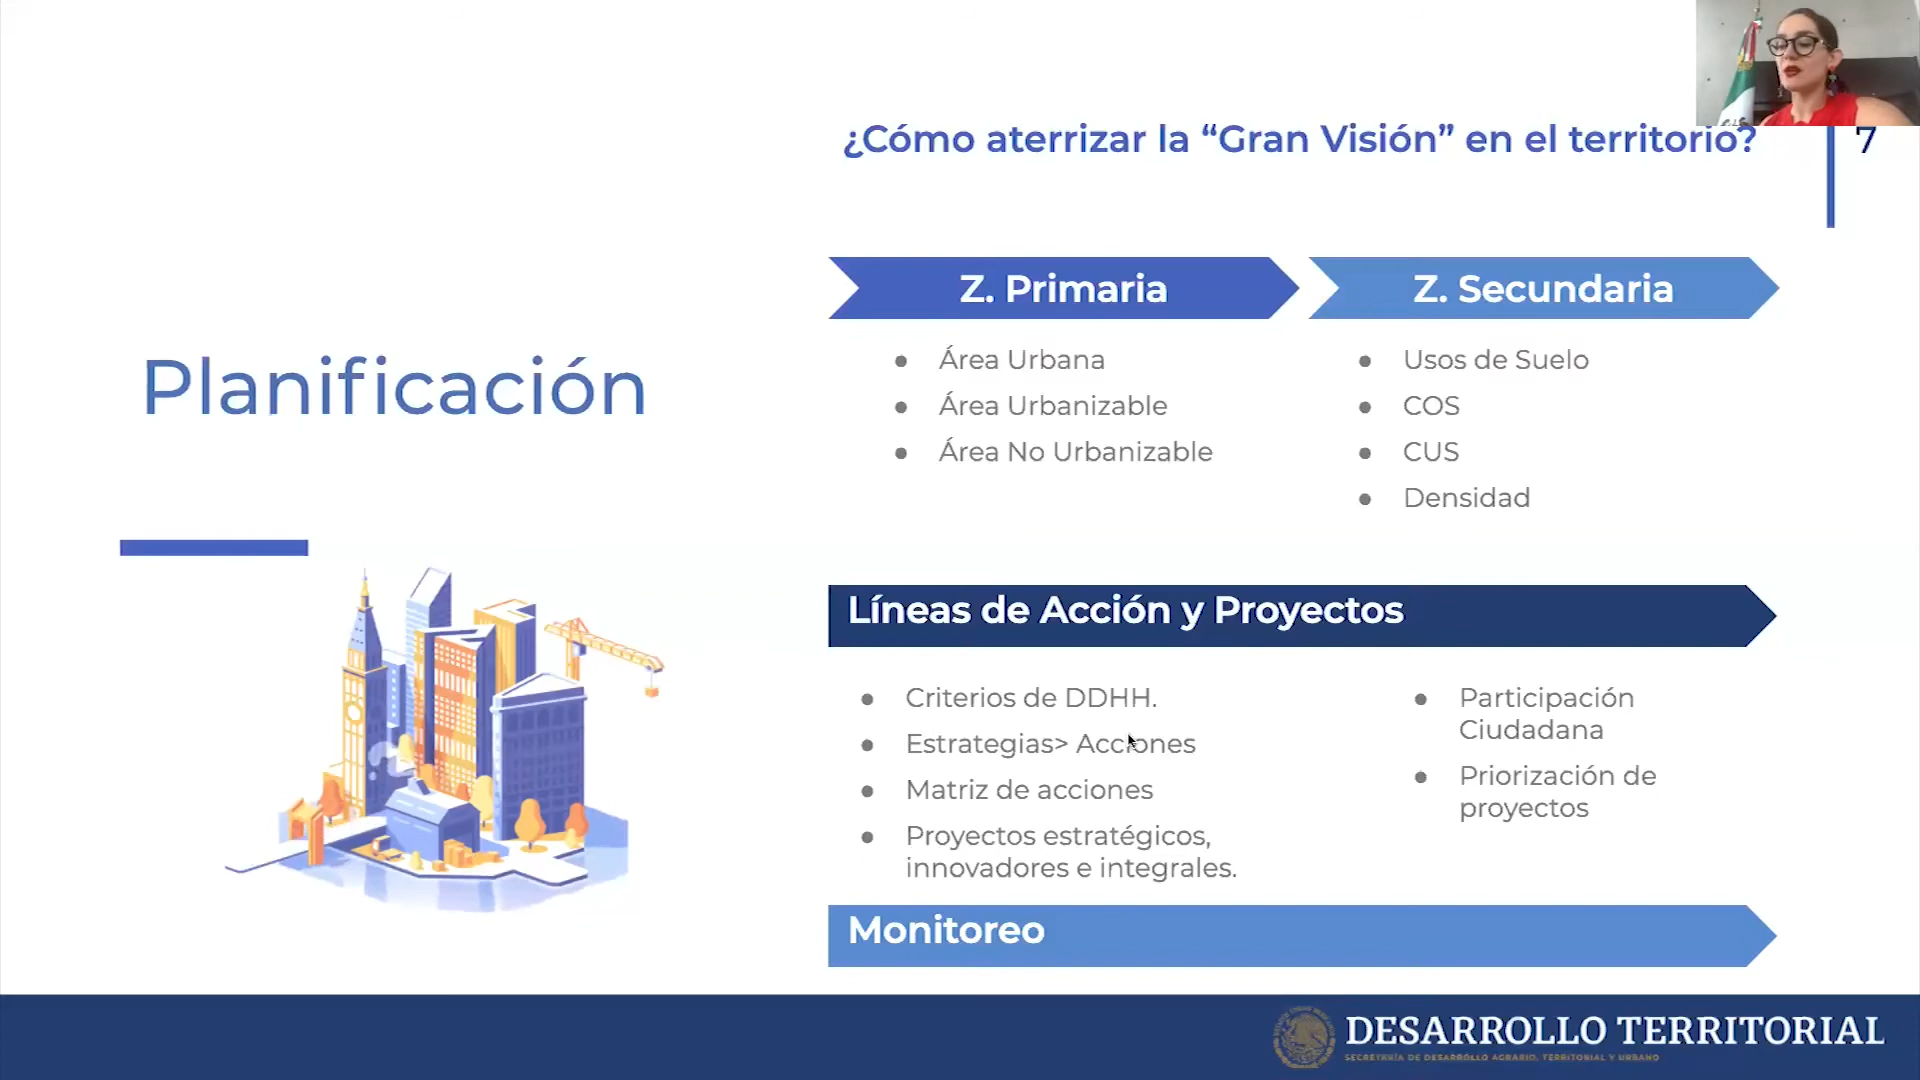 ¿Cómo aterrizar la “Gran Visión” en el territorio?
7
Planificación
Z. Primaria
Área Urbana
Área Urbanizable
Área No Urbanizable
Z. Secundaria
Usos de Suelo
COS
CUS
Densidad
Líneas de Acción y Proyectos
Criterios de DDHH.
Estrategias> Acciones
Matriz de acciones
Proyectos estratégicos,
innovadores e integrales.
Participación
Ciudadana
Priorización de
proyectos
Monitoreo
DESARROLLO TERRITORIAL
SECRETARÍA DE DESARROLLO AGRARIO, TERRITORIAL Y URBANO